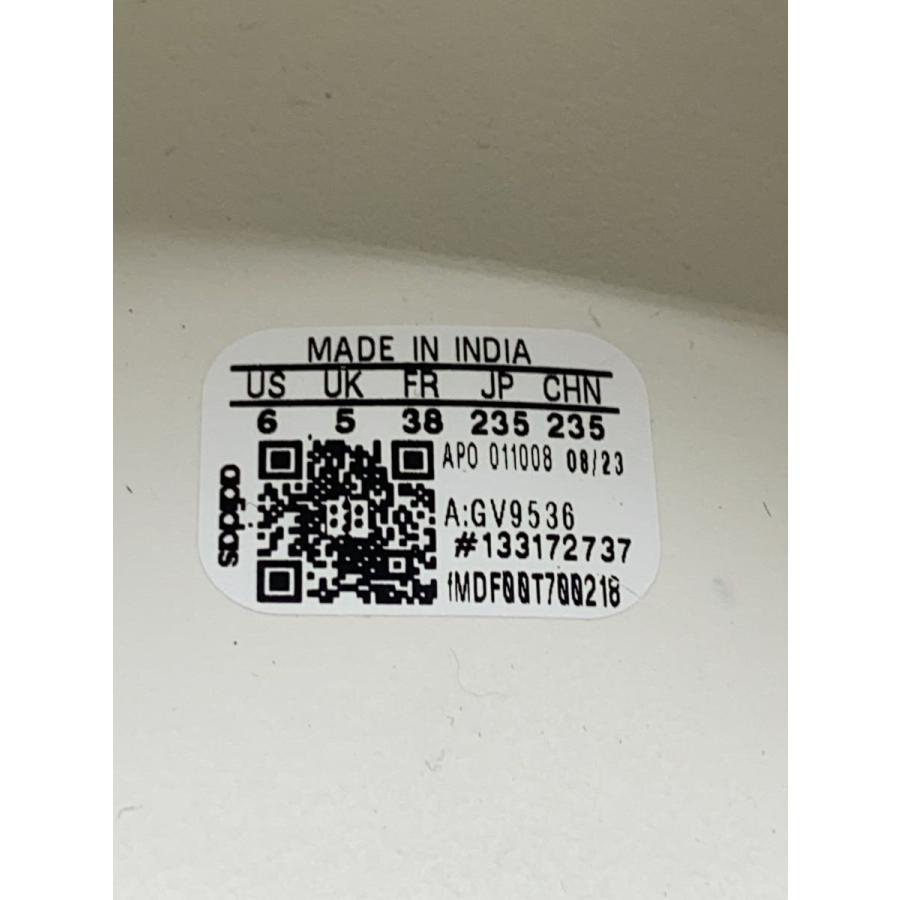 MADE IN INDIA
US UK FR JP CHN
6 5 38 235 235
adidas
APO 011008 08/23
A:GV9536
#133172737
fMDF00T700218